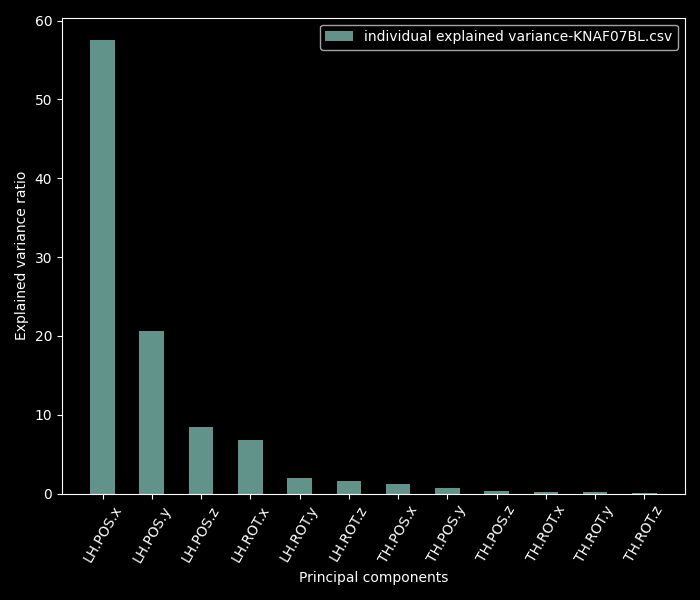 individual explained variance-KNAF07BL.csv
Explained variance ratio
60
50
40
30
20
10
0
LH.POS.x
LH.POS.y
LH.POS.z
LH.ROT.x
LH.ROT.y
LH.ROT.z
TH.POS.x
TH.POS.y
TH.POS.z
TH.ROT.x
TH.ROT.y
TH.ROT.z
Principal components